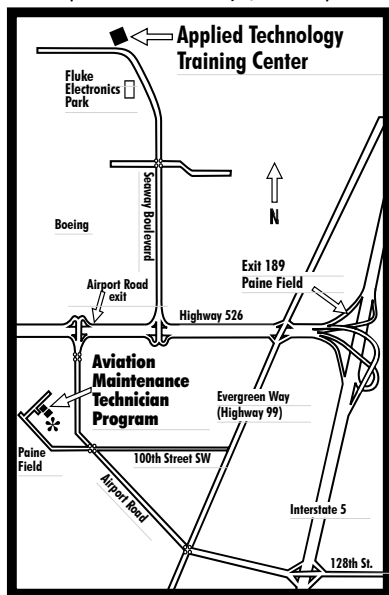 Applied Technology
Training Center
Fluke
Electronics
Park
Seaway Boulevard
N
Boeing
Exit 189
Paine Field
Airport Road
exit
Highway 526
Aviation
Maintenance
Technician
Program
Evergreen Way
(Highway 99)
Paine
Field
100th Street SW
Airport Road
Interstate 5
128th St.